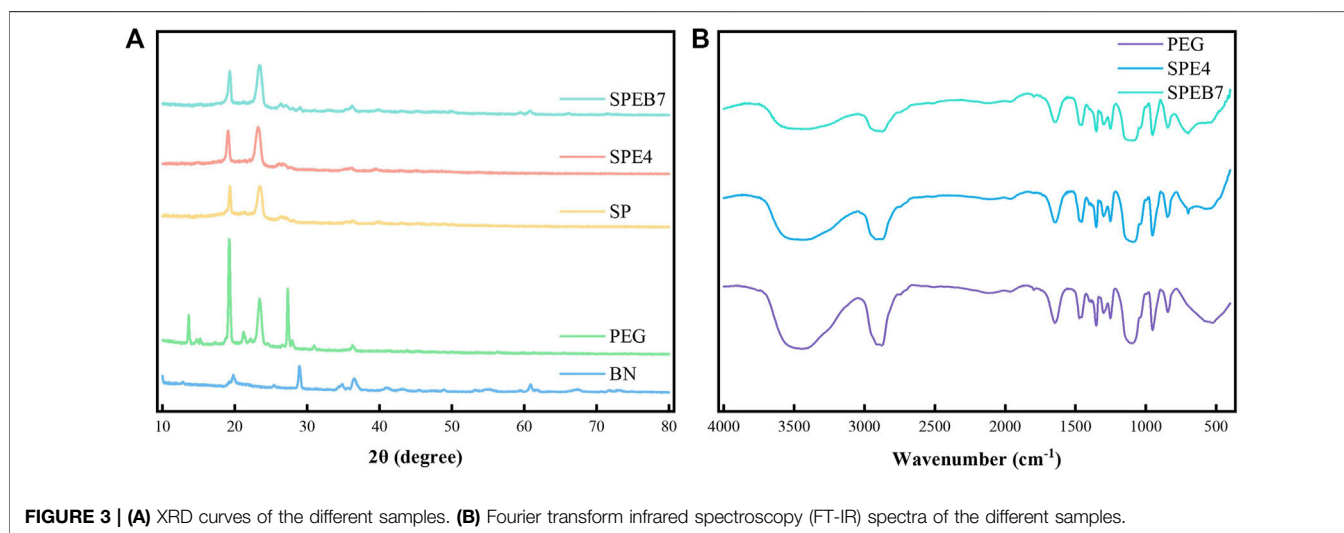 A
SPEB7
SPE4
SP
PEG
BN
10 20 30 40 50 60 70 80
2θ (degree)
B
PEG
SPE4
SPEB7
4000 3500 3000 2500 2000 1500 1000 500
Wavenumber (cm⁻¹)
FIGURE 3 | (A) XRD curves of the different samples. (B) Fourier transform infrared spectroscopy (FT-IR) spectra of the different samples.